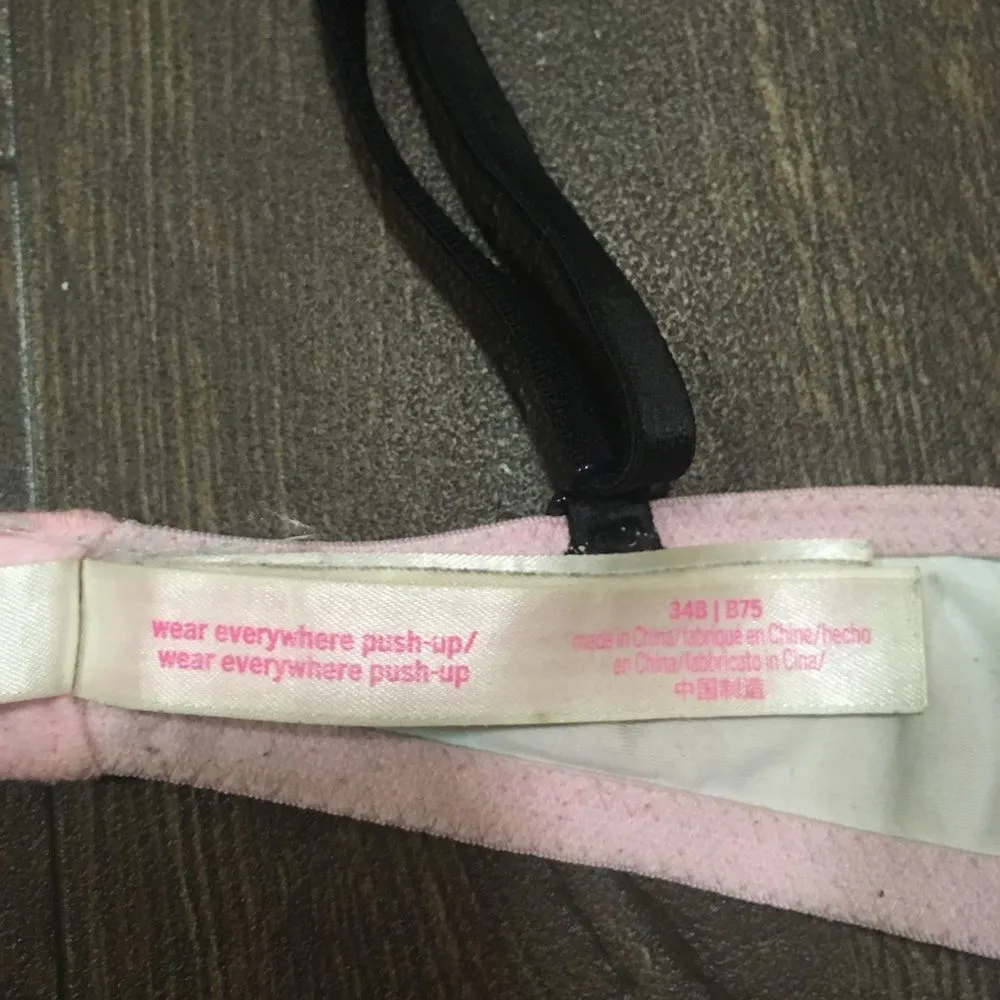 wear everywhere push-up/
wear everywhere push-up
34B | B75
made in China/fabriqué en Chine/hecho
en China/fabbricato in Cina/
中国制造